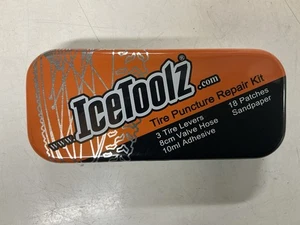 www.IceToolz.com
Tire Puncture Repair Kit
3 Tire Levers
8cm Valve Hose
10ml Adhesive
18 Patches
Sandpaper